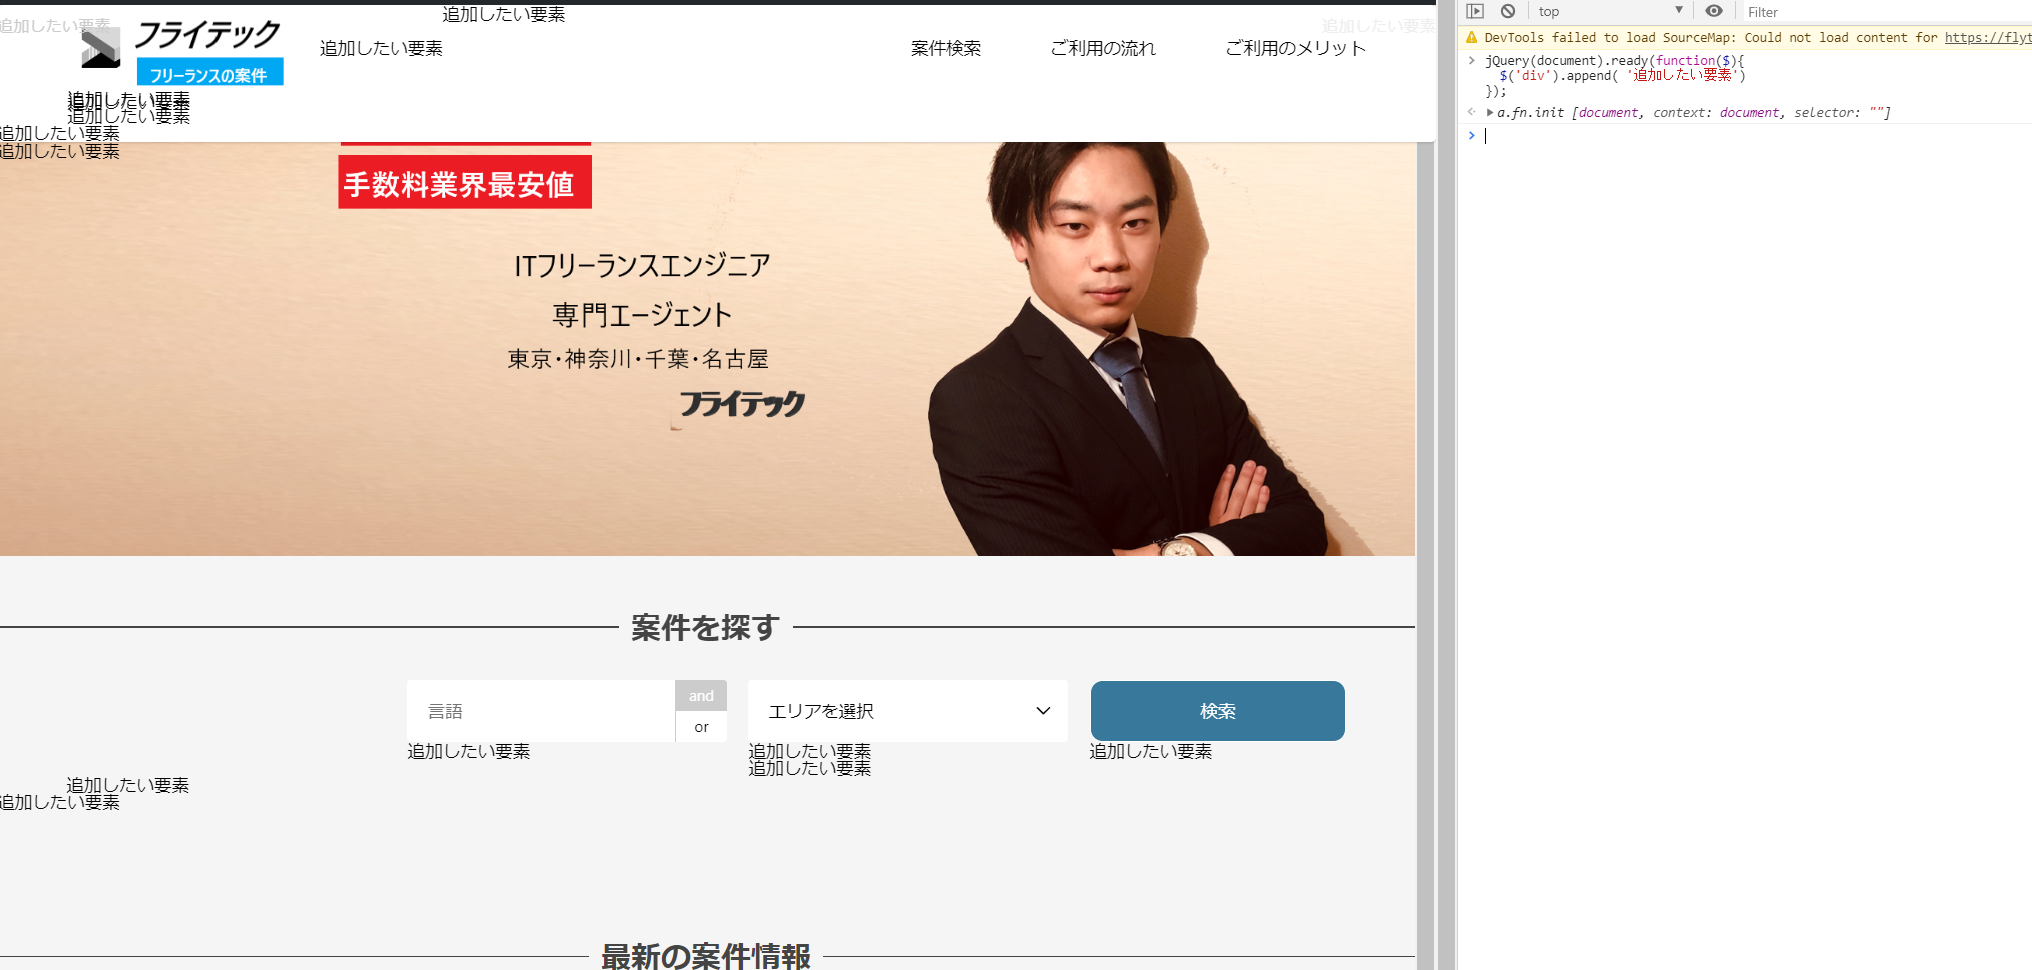 追加したい要素
追加したい要素
追加したい要素
フライテック
フリーランスの案件
追加したい要素
案件検索
ご利用の流れ
ご利用のメリット
追加したい要素
追加したい要素
追加したい要素
追加したい要素
追加したい要素
手数料業界最安値
ITフリーランスエンジニア
専門エージェント
東京・神奈川・千葉・名古屋
フライテック
案件を探す
言語
and
or
エリアを選択
検索
追加したい要素
追加したい要素
追加したい要素
追加したい要素
追加したい要素
追加したい要素
最新の案件情報
top
Filter
DevTools failed to load SourceMap: Could not load content for https://flyt
jQuery(document).ready(function($){
$('div').append( '追加したい要素')
});
a.fn.init [document, context: document, selector: ""]